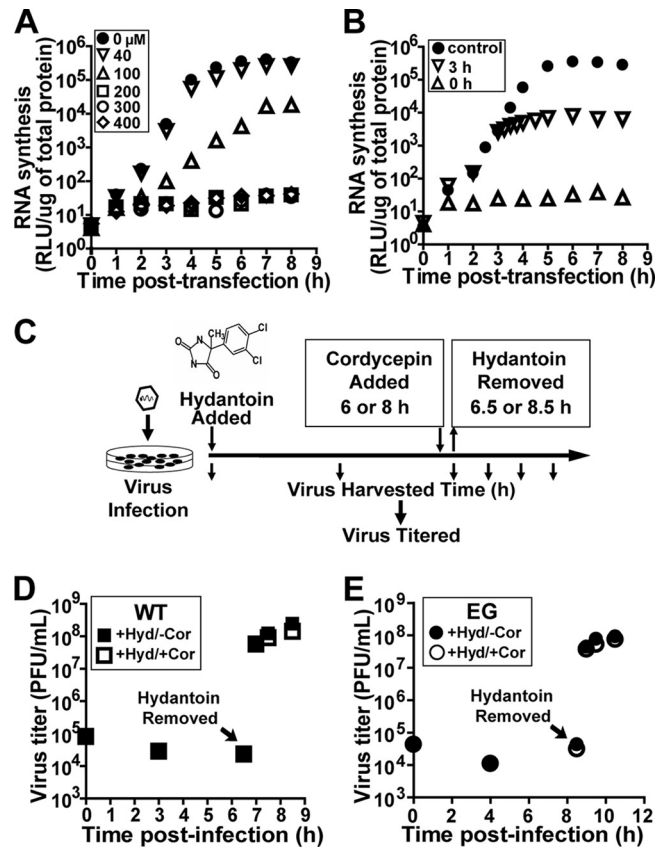 A
RNA synthesis
(RLU/ug of total protein)
10^6
10^5
10^4
10^3
10^2
10^1
10^0
0 µM
40
100
200
300
400
0 1 2 3 4 5 6 7 8 9
Time post-transfection (h)
B
RNA synthesis
(RLU/ug of total protein)
10^6
10^5
10^4
10^3
10^2
10^1
10^0
control
3 h
0 h
0 1 2 3 4 5 6 7 8 9
Time post-transfection (h)
C
O
HN
NH
O
CH3
Cl
Cl
Hydantoin
Added
Cordycepin
Added
6 or 8 h
Hydantoin
Removed
6.5 or 8.5 h
Virus
Infection
Virus Harvested Time (h)
Virus Titered
D
Virus titer (PFU/mL)
10^9
10^8
10^7
10^6
10^5
10^4
10^3
WT
+Hyd/-Cor
+Hyd/+Cor
Hydantoin
Removed
0 1 2 3 4 5 6 7 8 9
Time post-infection (h)
E
Virus titer (PFU/mL)
10^9
10^8
10^7
10^6
10^5
10^4
10^3
EG
+Hyd/-Cor
+Hyd/+Cor
Hydantoin
Removed
0 2 4 6 8 10 12
Time post-infection (h)